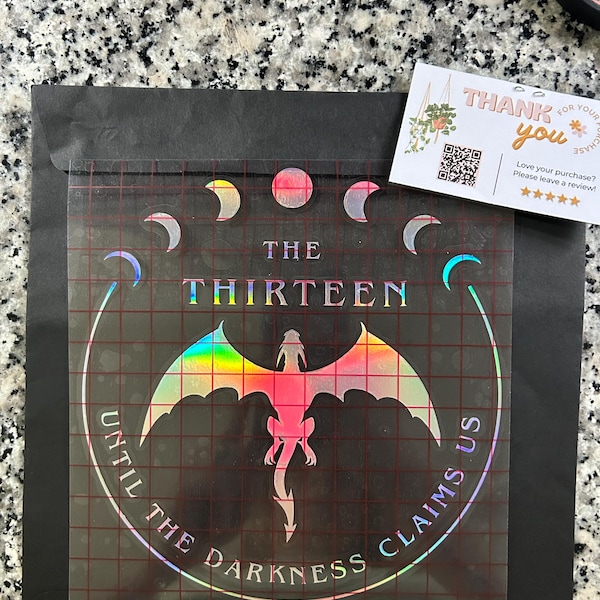 THANK
you
FOR YOUR PURCHASE
Love your purchase?
Please leave a review!
THE
THIRTEEN
UNTIL THE DARKNESS CLAIMS US